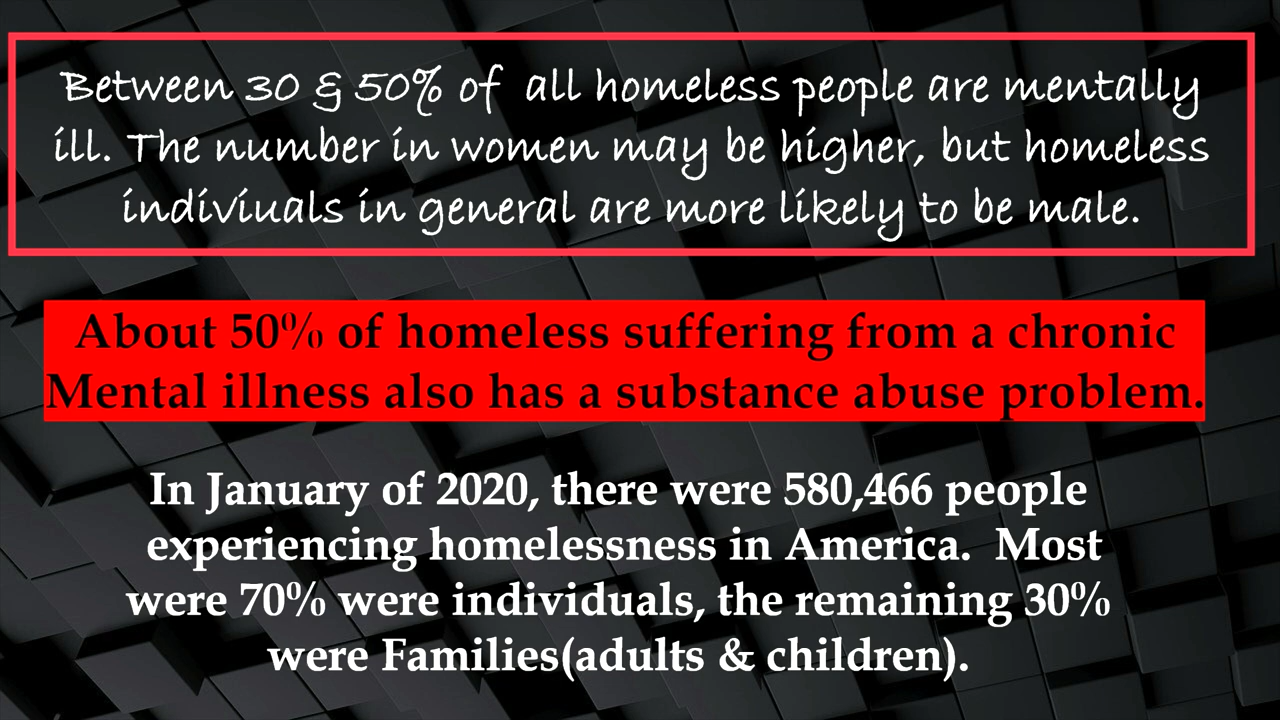 Between 30 & 50% of all homeless people are mentally
ill. The number in women may be higher, but homeless
indiviuals in general are more likely to be male.
About 50% of homeless suffering from a chronic
Mental illness also has a substance abuse problem.
In January of 2020, there were 580,466 people
experiencing homelessness in America. Most
were 70% were individuals, the remaining 30%
were Families(adults & children).